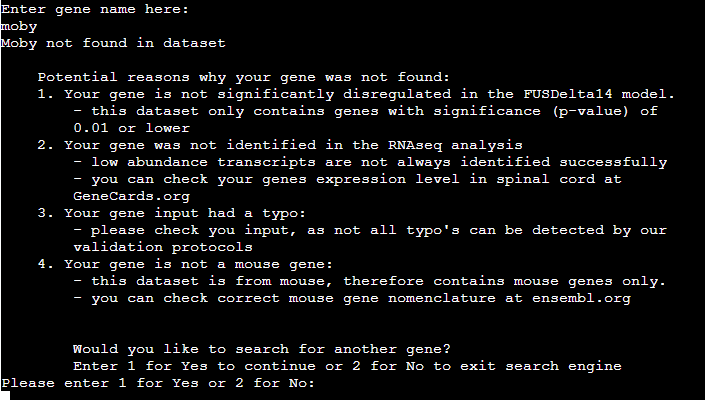 Enter gene name here:
moby
Moby not found in dataset
Potential reasons why your gene was not found:
1. Your gene is not significantly disregulated in the FUSDelta14 model.
- this dataset only contains genes with significance (p-value) of
0.01 or lower
2. Your gene was not identified in the RNAseq analysis
- low abundance transcripts are not always identified successfully
- you can check your genes expression level in spinal cord at
GeneCards.org
3. Your gene input had a typo:
- please check you input, as not all typo's can be detected by our
validation protocols
4. Your gene is not a mouse gene:
- this dataset is from mouse, therefore contains mouse genes only.
- you can check correct mouse gene nomenclature at ensembl.org
Would you like to search for another gene?
Enter 1 for Yes to continue or 2 for No to exit search engine
Please enter 1 for Yes or 2 for No: